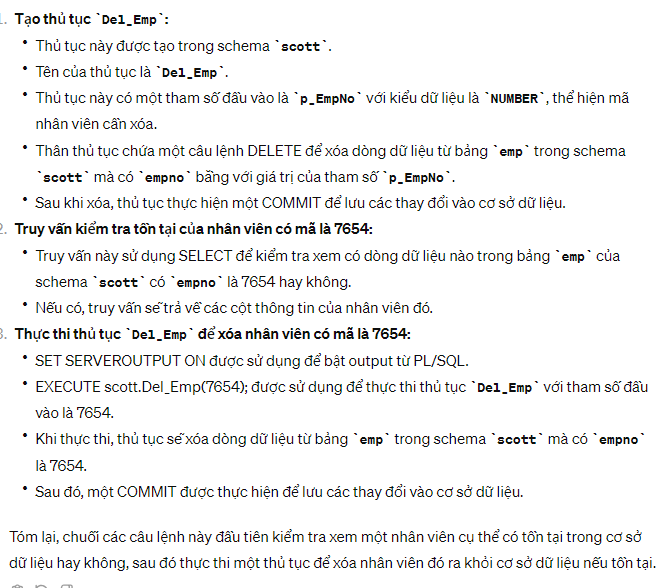 1. Tạo thủ tục `Del_Emp`:
• Thủ tục này được tạo trong schema `scott`.
• Tên của thủ tục là `Del_Emp`.
• Thủ tục này có một tham số đầu vào là `p_EmpNo` với kiểu dữ liệu là `NUMBER`, thể hiện mã
nhân viên cần xóa.
• Thân thủ tục chứa một câu lệnh DELETE để xóa dòng dữ liệu từ bảng `emp` trong schema
`scott` mà có `empno` bằng với giá trị của tham số `p_EmpNo`.
• Sau khi xóa, thủ tục thực hiện một COMMIT để lưu các thay đổi vào cơ sở dữ liệu.
2. Truy vấn kiểm tra tồn tại của nhân viên có mã là 7654:
• Truy vấn này sử dụng SELECT để kiểm tra xem có dòng dữ liệu nào trong bảng `emp` của
schema `scott` có `empno` là 7654 hay không.
• Nếu có, truy vấn sẽ trả về các cột thông tin của nhân viên đó.
3. Thực thi thủ tục `Del_Emp` để xóa nhân viên có mã là 7654:
• SET SERVEROUTPUT ON được sử dụng để bật output từ PL/SQL.
• EXECUTE scott.Del_Emp(7654); được sử dụng để thực thi thủ tục `Del_Emp` với tham số đầu
vào là 7654.
• Khi thực thi, thủ tục sẽ xóa dòng dữ liệu từ bảng `emp` trong schema `scott` mà có `empno`
là 7654.
• Sau đó, một COMMIT được thực hiện để lưu các thay đổi vào cơ sở dữ liệu.
Tóm lại, chuỗi các câu lệnh này đầu tiên kiểm tra xem một nhân viên cụ thể có tồn tại trong cơ sở
dữ liệu hay không, sau đó thực thi một thủ tục để xóa nhân viên đó ra khỏi cơ sở dữ liệu nếu tồn tại.